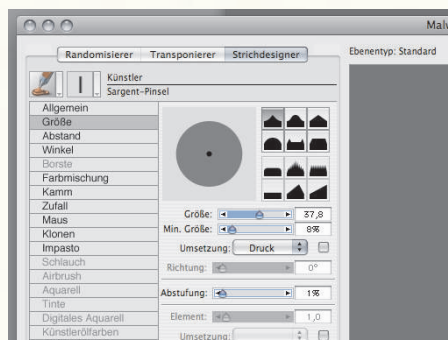 Malv
Randomisierer Transponierer Strichdesigner
Ebenentyp: Standard
Künstler
Sargent-Pinsel
Allgemein
Größe
Abstand
Winkel
Borste
Farbmischung
Kamm
Zufall
Maus
Klonen
Impasto
Schlauch
Airbrush
Aquarell
Tinte
Digitales Aquarell
Künstlerölfarben
Größe: 37,8
Min. Größe: 8%
Umsetzung: Druck
Richtung: 0°
Abstufung: 1%
Element: 1,0
Umsetzung: